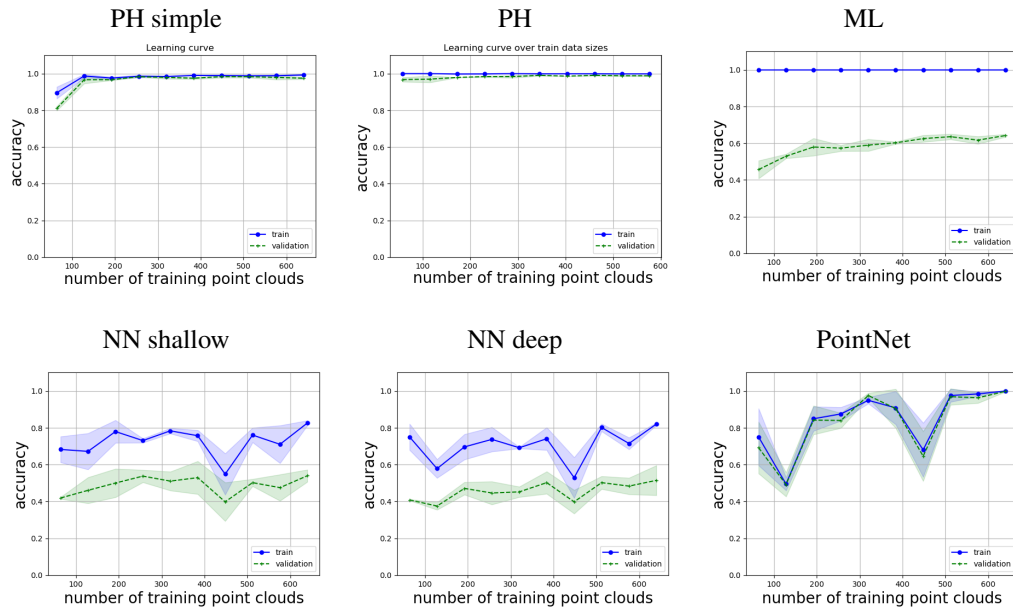 PH simple
Learning curve
accuracy
1.0
0.8
0.6
0.4
0.2
0.0
100 200 300 400 500 600
number of training point clouds
train
validation
PH
Learning curve over train data sizes
accuracy
1.0
0.8
0.6
0.4
0.2
0.0
100 200 300 400 500 600
number of training point clouds
train
validation
ML
accuracy
1.0
0.8
0.6
0.4
0.2
0.0
100 200 300 400 500 600
number of training point clouds
train
validation
NN shallow
accuracy
1.0
0.8
0.6
0.4
0.2
0.0
100 200 300 400 500 600
number of training point clouds
train
validation
NN deep
accuracy
1.0
0.8
0.6
0.4
0.2
0.0
100 200 300 400 500 600
number of training point clouds
train
validation
PointNet
accuracy
1.0
0.8
0.6
0.4
0.2
0.0
100 200 300 400 500 600
number of training point clouds
train
validation